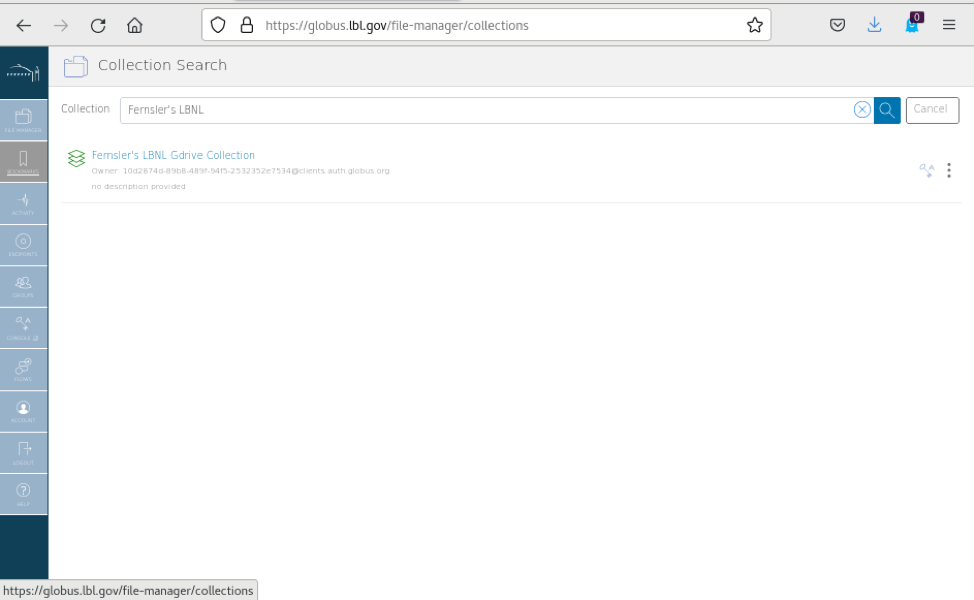 https://globus.lbl.gov/file-manager/collections
0
Collection Search
Collection
Fernsler's LBNL
Cancel
Fernsler's LBNL Gdrive Collection
Owner: 10d2874d-89b8-489f-94f5-2532352e7534@clients.auth.globus.org
no description provided
FILE MANAGER
BOOKMARKS
ACTIVITY
ENDPOINTS
GROUPS
CONSOLE
FLOWS
ACCOUNT
LOGOUT
HELP
https://globus.lbl.gov/file-manager/collections